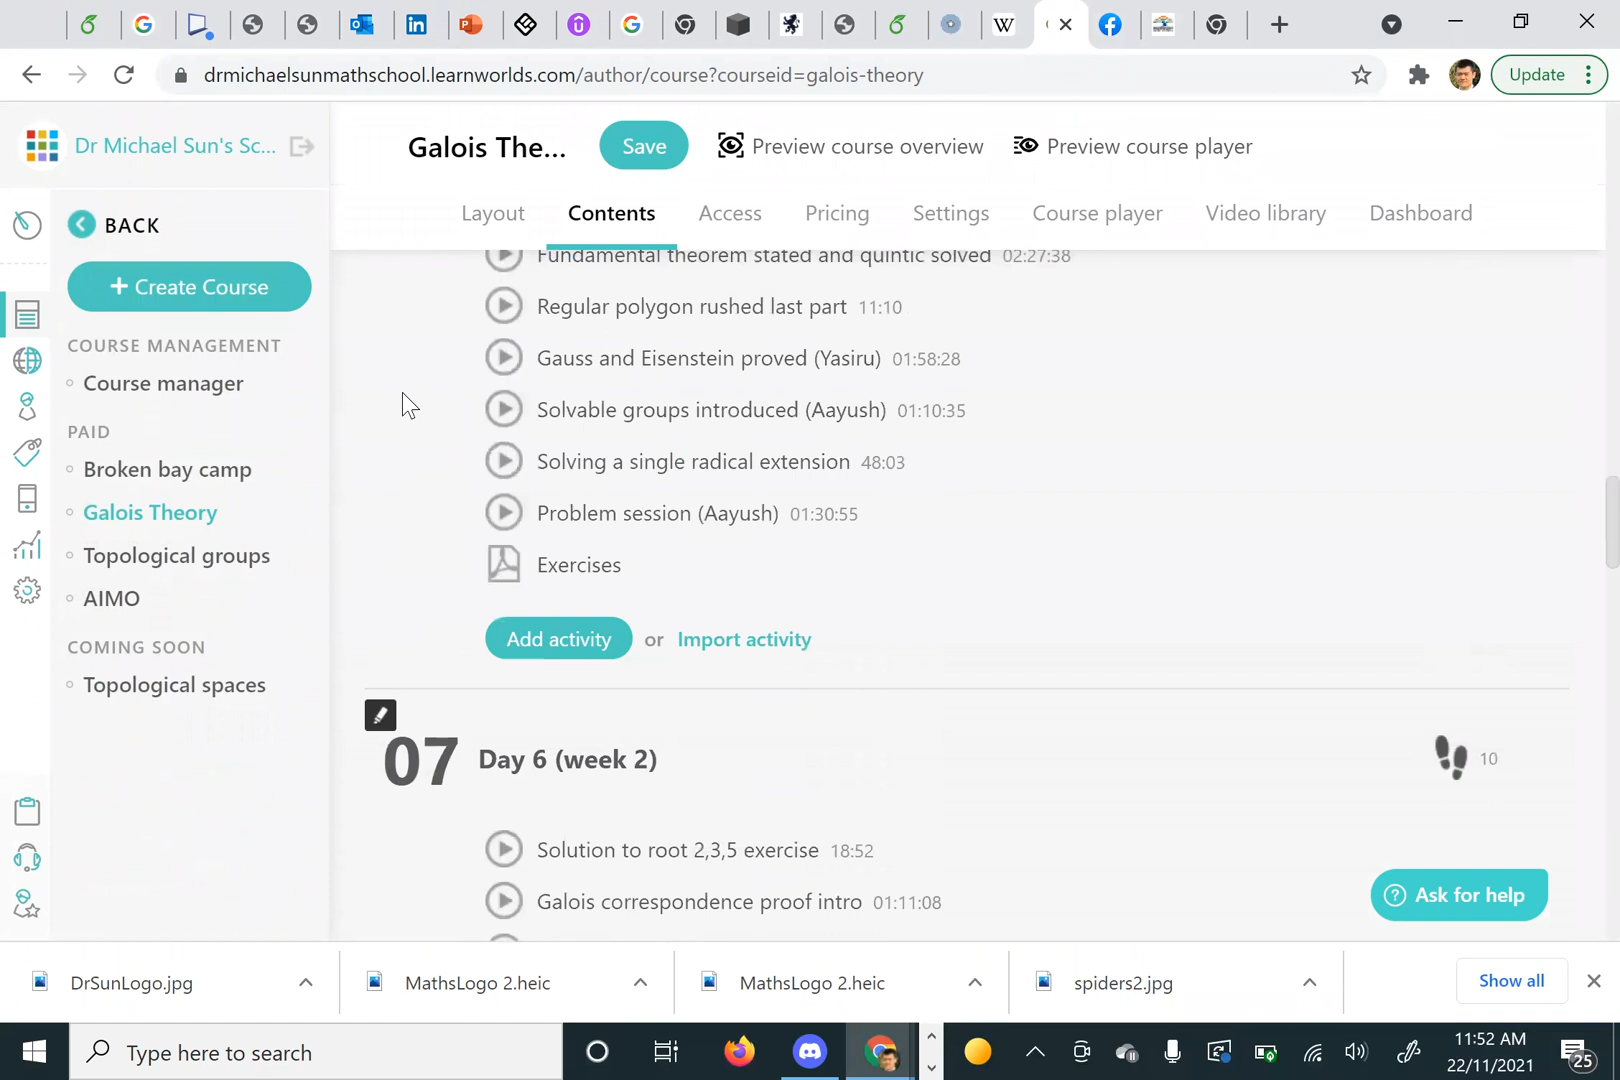 drmichaelsunmathschool.learnworlds.com/author/course?courseid=galois-theory
Update
Dr Michael Sun's Sc...
Galois The...
Save
Preview course overview
Preview course player
Layout
Contents
Access
Pricing
Settings
Course player
Video library
Dashboard
BACK
+ Create Course
COURSE MANAGEMENT
Course manager
PAID
Broken bay camp
Galois Theory
Topological groups
AIMO
COMING SOON
Topological spaces
Fundamental theorem stated and quintic solved 02:27:38
Regular polygon rushed last part 11:10
Gauss and Eisenstein proved (Yasiru) 01:58:28
Solvable groups introduced (Aayush) 01:10:35
Solving a single radical extension 48:03
Problem session (Aayush) 01:30:55
Exercises
Add activity or Import activity
07 Day 6 (week 2) 10
Solution to root 2,3,5 exercise 18:52
Galois correspondence proof intro 01:11:08
Ask for help
DrSunLogo.jpg
MathsLogo 2.heic
MathsLogo 2.heic
spiders2.jpg
Show all
Type here to search
11:52 AM
22/11/2021
25